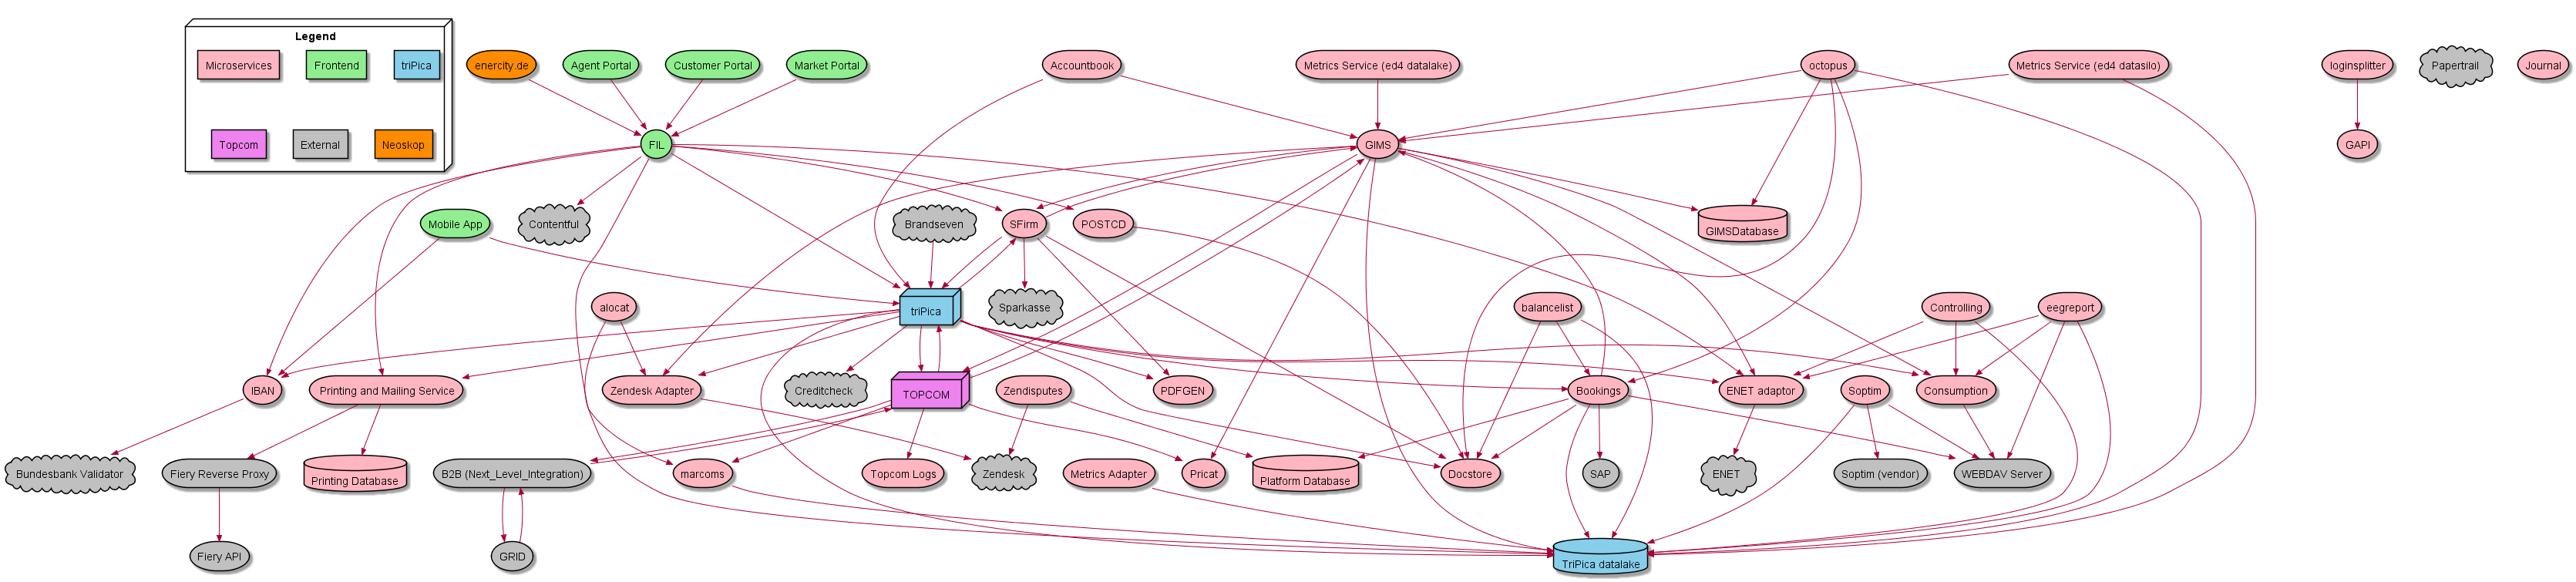 Legend
Microservices
Frontend
triPica
Topcom
External
Neoskop
enercity.de
Agent Portal
Customer Portal
Market Portal
Accountbook
Metrics Service (ed4 datalake)
octopus
Metrics Service (ed4 datasilo)
loginsplitter
Papertrail
Journal
FIL
GIMS
GAPI
Mobile App
Contentful
Brandseven
SFirm
POSTCD
GIMSDatabase
alocat
triPica
Sparkasse
balancelist
Controlling
eegreport
IBAN
Printing and Mailing Service
Zendesk Adapter
Creditcheck
TOPCOM
Zendisputes
PDFGEN
Bookings
ENET adaptor
Soptim
Consumption
Bundesbank Validator
Fiery Reverse Proxy
Printing Database
B2B (Next_Level_Integration)
marcoms
Topcom Logs
Zendesk
Metrics Adapter
Pricat
Platform Database
Docstore
SAP
ENET
Soptim (vendor)
WEBDAV Server
Fiery API
GRID
TriPica datalake